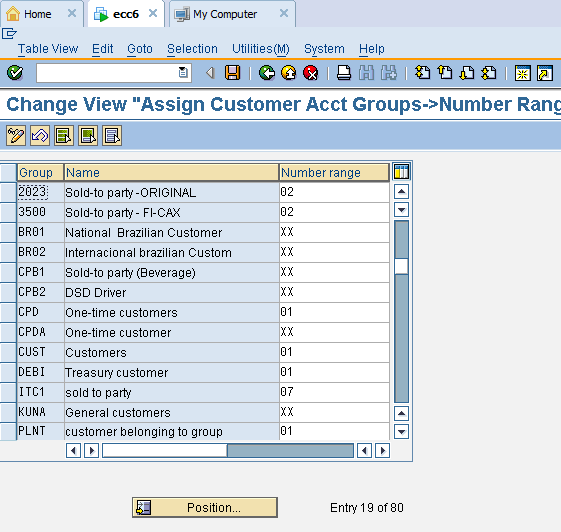 Home ecc6 My Computer
Table View Edit Goto Selection Utilities(M) System Help
Change View "Assign Customer Acct Groups->Number Rang
Group Name Number range
2023 Sold-to party -ORIGINAL 02
3500 Sold-to party - FI-CAX 02
BR01 National Brazilian Customer XX
BR02 Internacional brazilian Custom XX
CPB1 Sold-to party (Beverage) XX
CPB2 DSD Driver XX
CPD One-time customers 01
CPDA One-time customer XX
CUST Customers 01
DEBI Treasury customer 01
ITC1 sold to party 07
KUNA General customers XX
PLNT customer belonging to group 01
Position... Entry 19 of 80